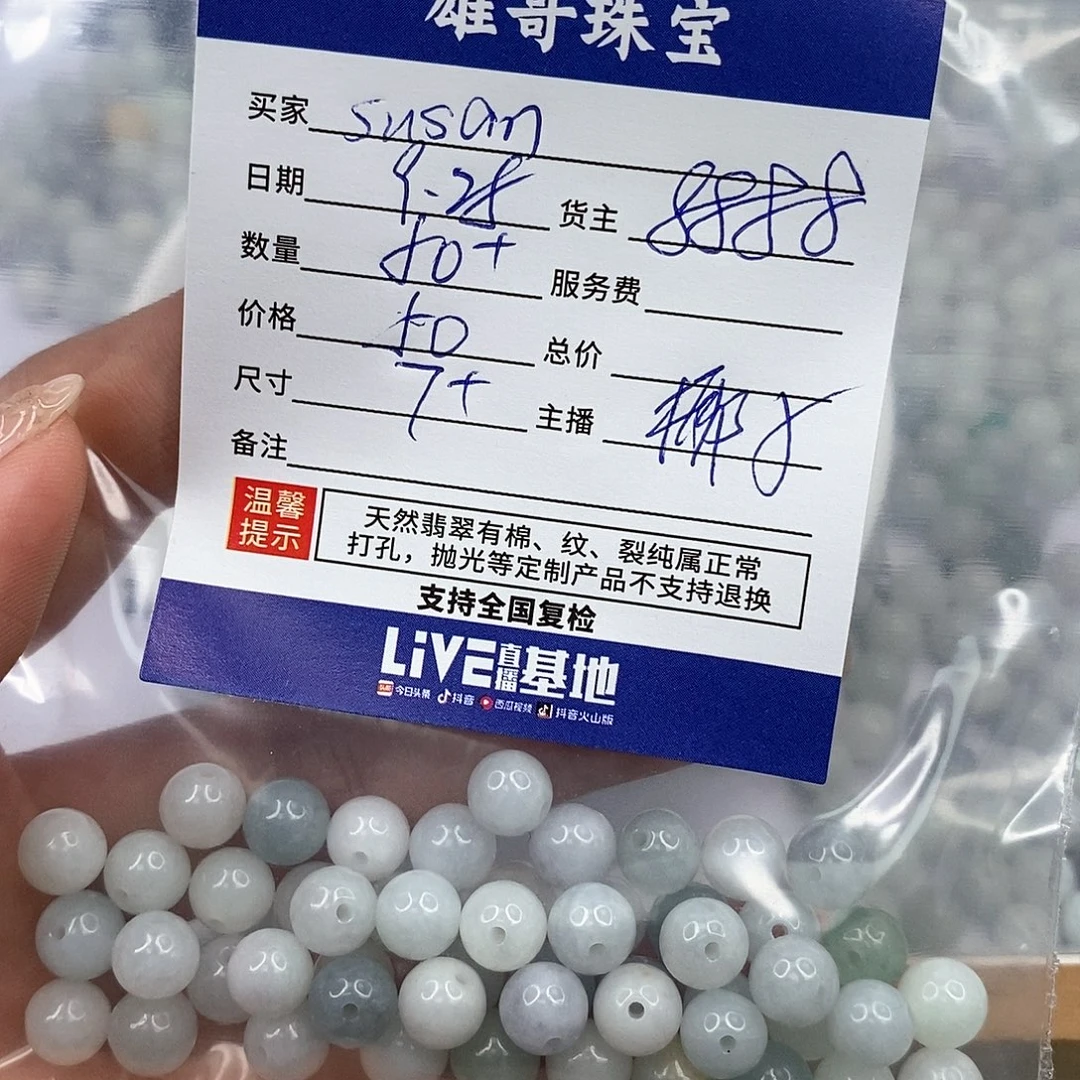 雄哥珠宝
买家 susan
日期 9.28 货主 8888
数量 50+ 服务费
价格 50 总价
尺寸 7+ 主播 椰子
备注
温馨提示
天然翡翠有棉、纹、裂纯属正常
打孔，抛光等定制产品不支持退换
支持全国复检
LiVE直播基地
头条 今日头条 抖音 西瓜视频 抖音火山版